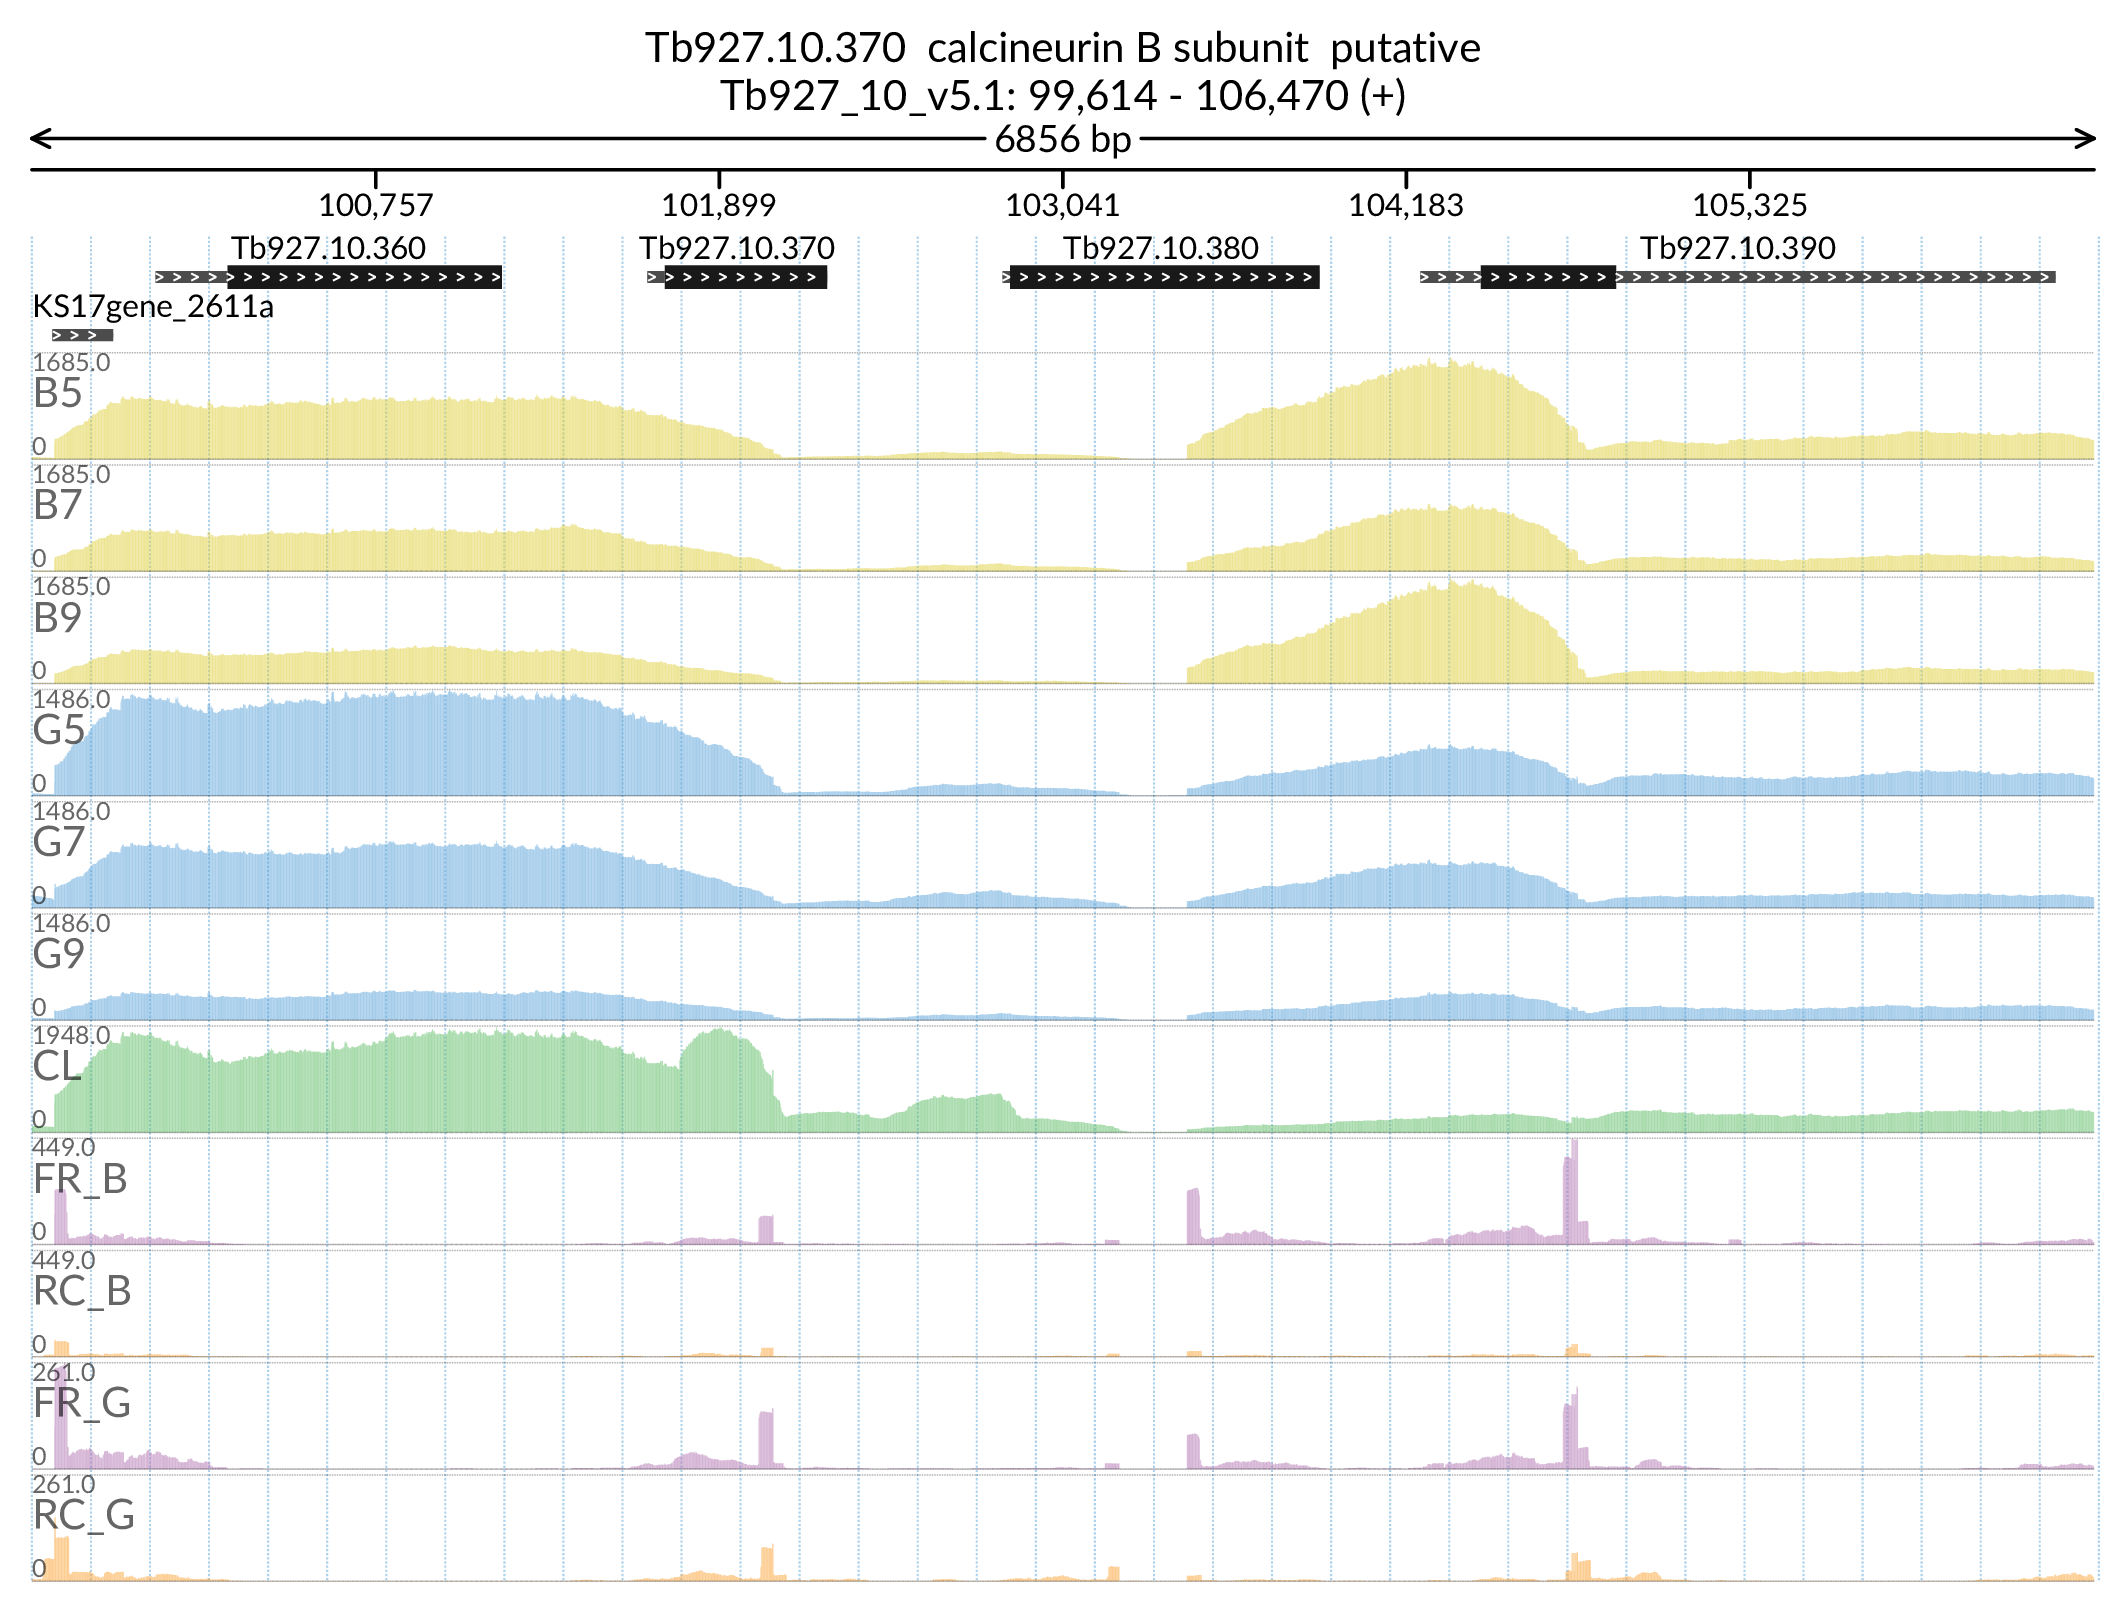 Tb927.10.370  calcineurin B subunit  putative
Tb927_10_v5.1: 99,614 - 106,470 (+)
6856 bp
100,757 101,899 103,041 104,183 105,325
Tb927.10.360 Tb927.10.370 Tb927.10.380 Tb927.10.390
KS17gene_2611a
1685.0
B5
0
1685.0
B7
0
1685.0
B9
0
1486.0
G5
0
1486.0
G7
0
1486.0
G9
0
1948.0
CL
0
449.0
FR_B
0
449.0
RC_B
0
261.0
FR_G
0
261.0
RC_G
0